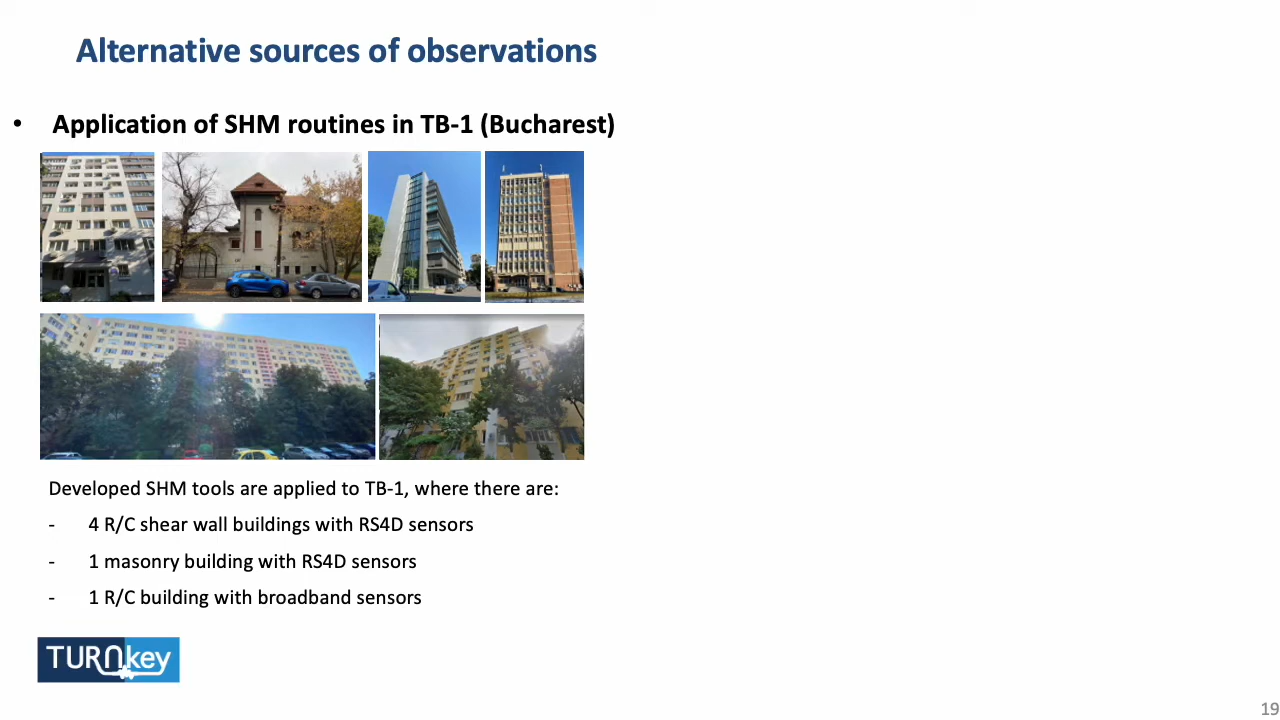 Alternative sources of observations
• Application of SHM routines in TB-1 (Bucharest)
Developed SHM tools are applied to TB-1, where there are:
- 4 R/C shear wall buildings with RS4D sensors
- 1 masonry building with RS4D sensors
- 1 R/C building with broadband sensors
TURNkey
19